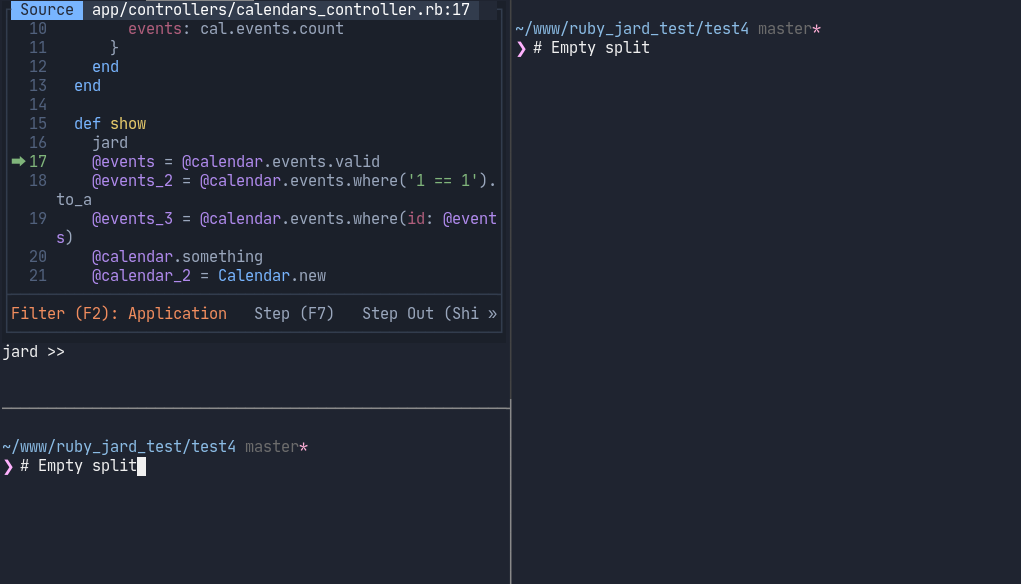 Source app/controllers/calendars_controller.rb:17
10 events: cal.events.count
11 }
12 end
13 end
14
15 def show
16 jard
➡17 @events = @calendar.events.valid
18 @events_2 = @calendar.events.where('1 == 1').
to_a
19 @events_3 = @calendar.events.where(id: @event
s)
20 @calendar.something
21 @calendar_2 = Calendar.new
Filter (F2): Application Step (F7) Step Out (Shi »
jard >>
~/www/ruby_jard_test/test4 master*
❯ # Empty split
~/www/ruby_jard_test/test4 master*
❯ # Empty split